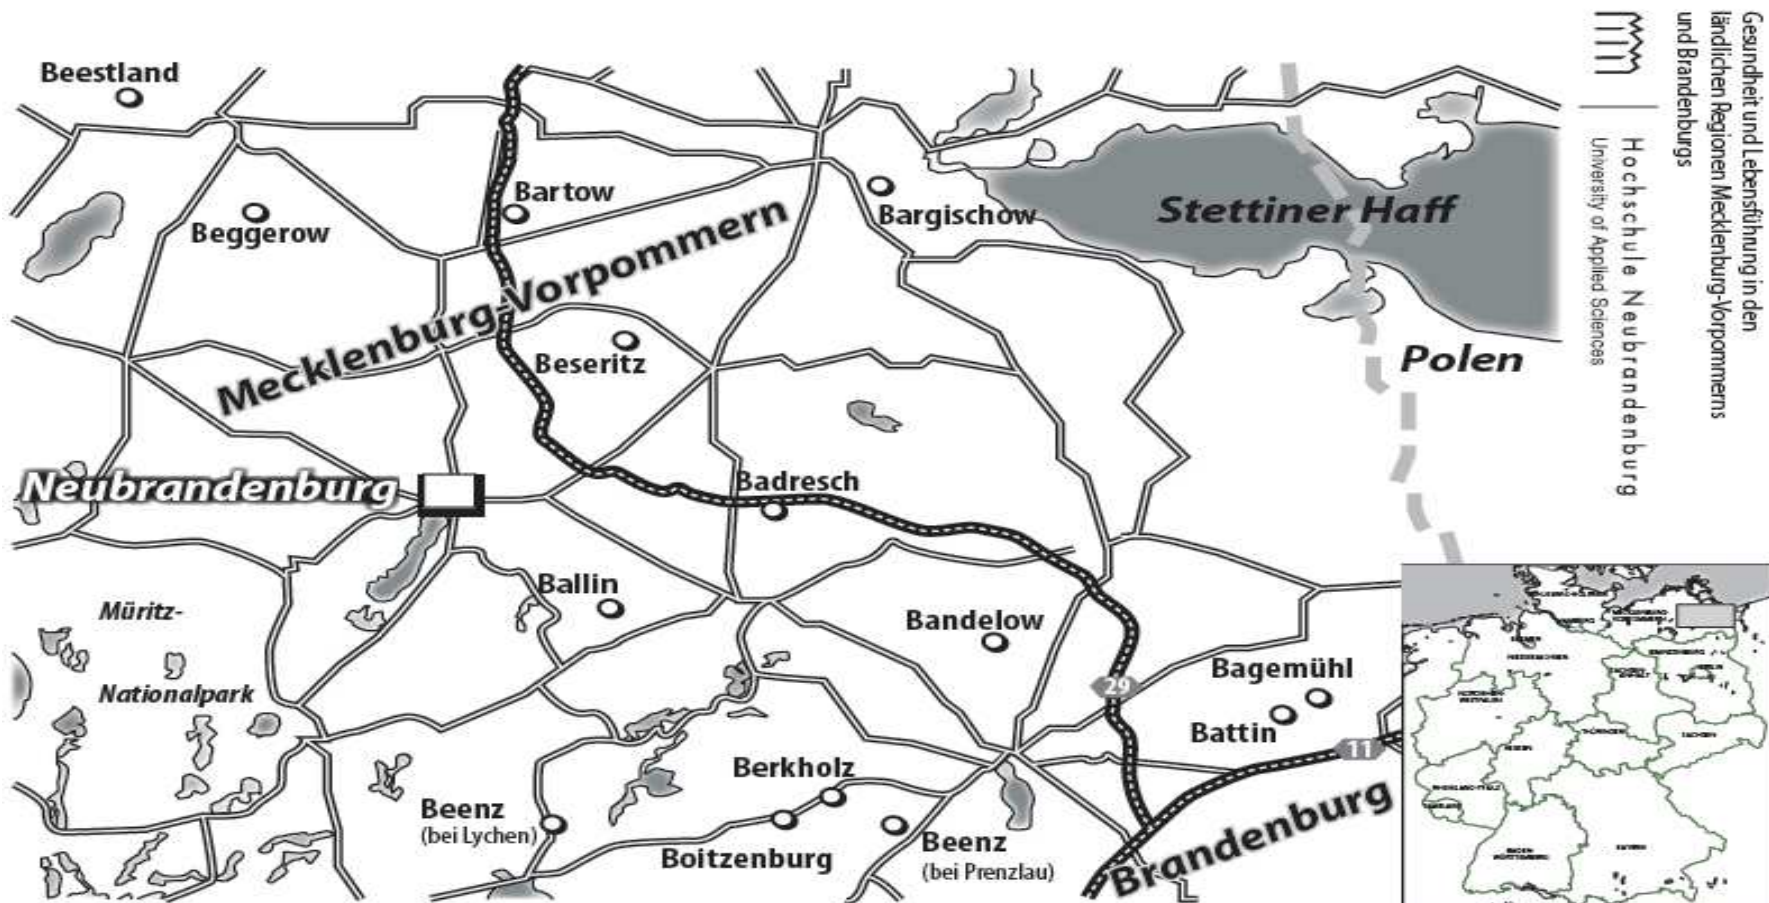 Gesundheit und Lebensführung in den
ländlichen Regionen Mecklenburg-Vorpommerns
und Brandenburgs
Hochschule Neubrandenburg
University of Applied Sciences
Beestland
Bartow
Beggerow
Bargischow
Stettiner Haff
Mecklenburg-Vorpommern
Beseritz
Polen
Neubrandenburg
Badresch
Ballin
Müritz-
Nationalpark
Bandelow
Bagemühl
29
Battin
11
Berkholz
Beenz
(bei Lychen)
Boitzenburg
Beenz
(bei Prenzlau)
Brandenburg